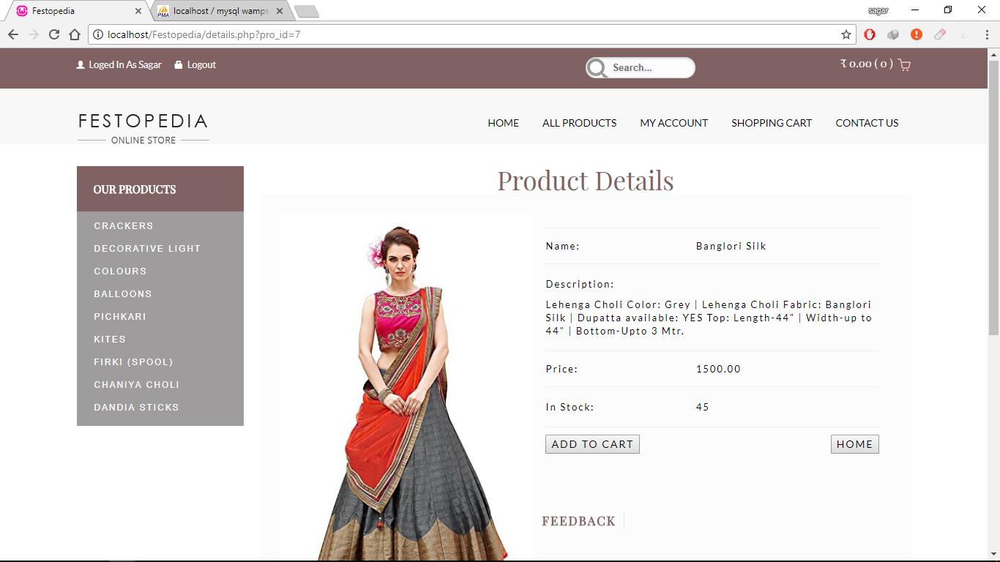 Festopedia
localhost / mysql wamps
sagar
localhost/Festopedia/details.php?pro_id=7
Loged In As Sagar
Logout
Search...
₹ 0.00 ( 0 )
FESTOPEDIA
ONLINE STORE
HOME
ALL PRODUCTS
MY ACCOUNT
SHOPPING CART
CONTACT US
OUR PRODUCTS
CRACKERS
DECORATIVE LIGHT
COLOURS
BALLOONS
PICHKARI
KITES
FIRKI (SPOOL)
CHANIYA CHOLI
DANDIA STICKS
Product Details
Name: Banglori Silk
Description:
Lehenga Choli Color: Grey | Lehenga Choli Fabric: Banglori
Silk | Dupatta available: YES Top: Length-44" | Width-up to
44" | Bottom-Upto 3 Mtr.
Price: 1500.00
In Stock: 45
ADD TO CART
HOME
FEEDBACK